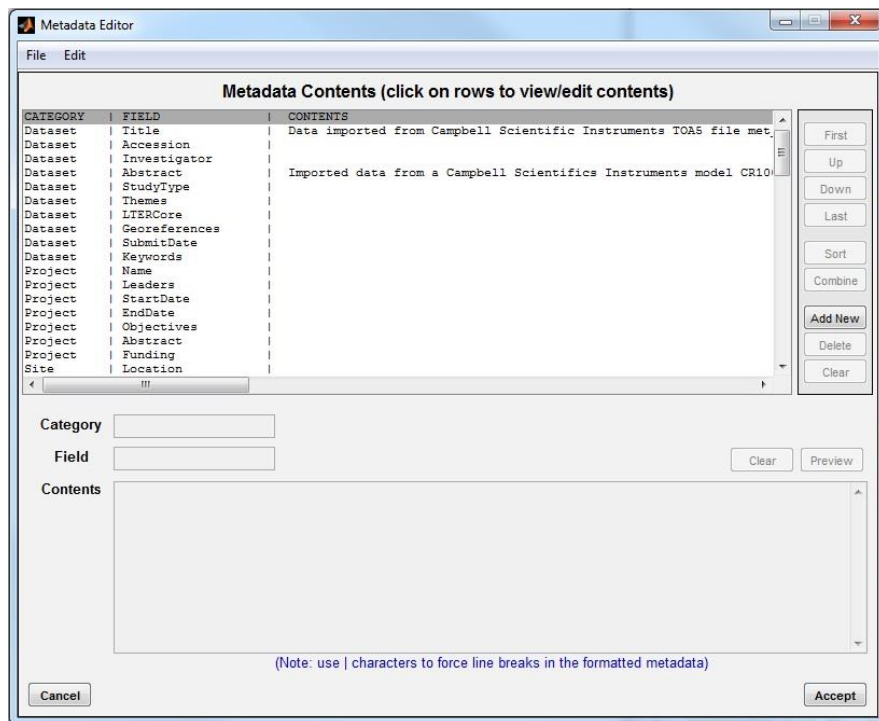 Metadata Editor
File Edit
Metadata Contents (click on rows to view/edit contents)
CATEGORY | FIELD | CONTENTS
Dataset | Title | Data imported from Campbell Scientific Instruments TOA5 file met_
Dataset | Accession |
Dataset | Investigator |
Dataset | Abstract | Imported data from a Campbell Scientifics Instruments model CR10
Dataset | StudyType |
Dataset | Themes |
Dataset | LTERCore |
Dataset | Georeferences |
Dataset | SubmitDate |
Dataset | Keywords |
Project | Name |
Project | Leaders |
Project | StartDate |
Project | EndDate |
Project | Objectives |
Project | Abstract |
Project | Funding |
Site | Location |
First
Up
Down
Last
Sort
Combine
Add New
Delete
Clear
Category
Field
Clear Preview
Contents
(Note: use | characters to force line breaks in the formatted metadata)
Cancel Accept